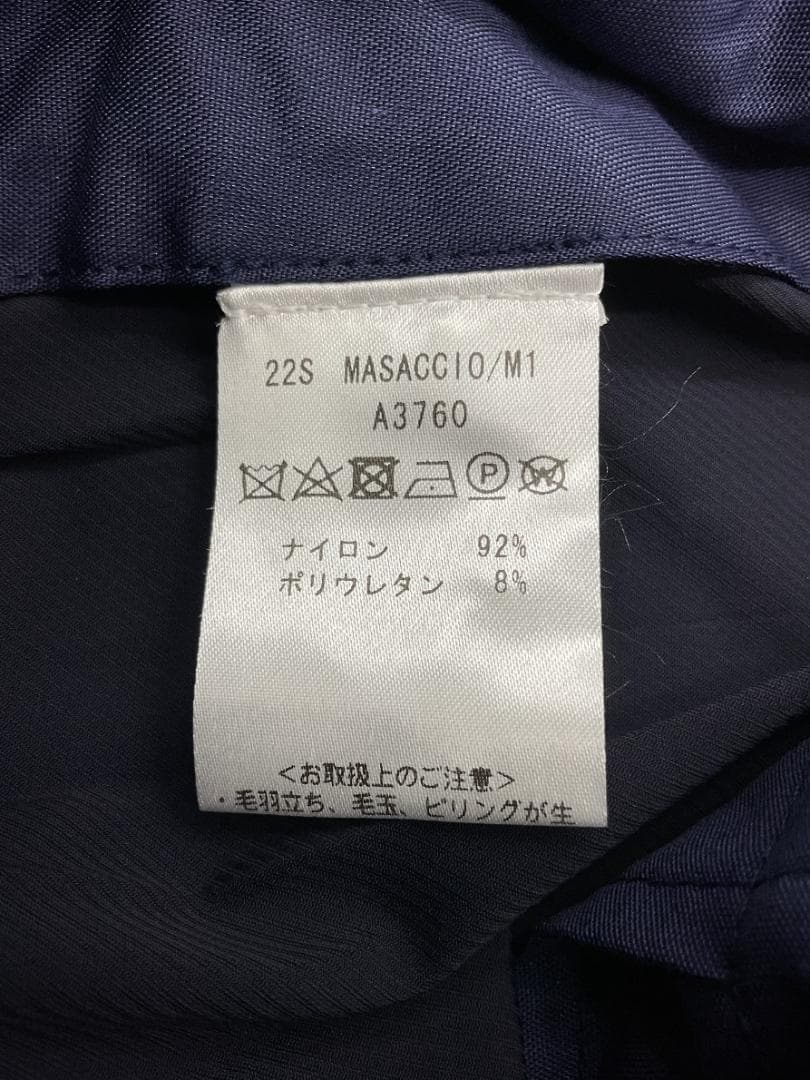 22S MASACCIO/M1
A3760
P W
ナイロン 92%
ポリウレタン 8%
<お取扱上のご注意>
・毛羽立ち、毛玉、ピリングが生